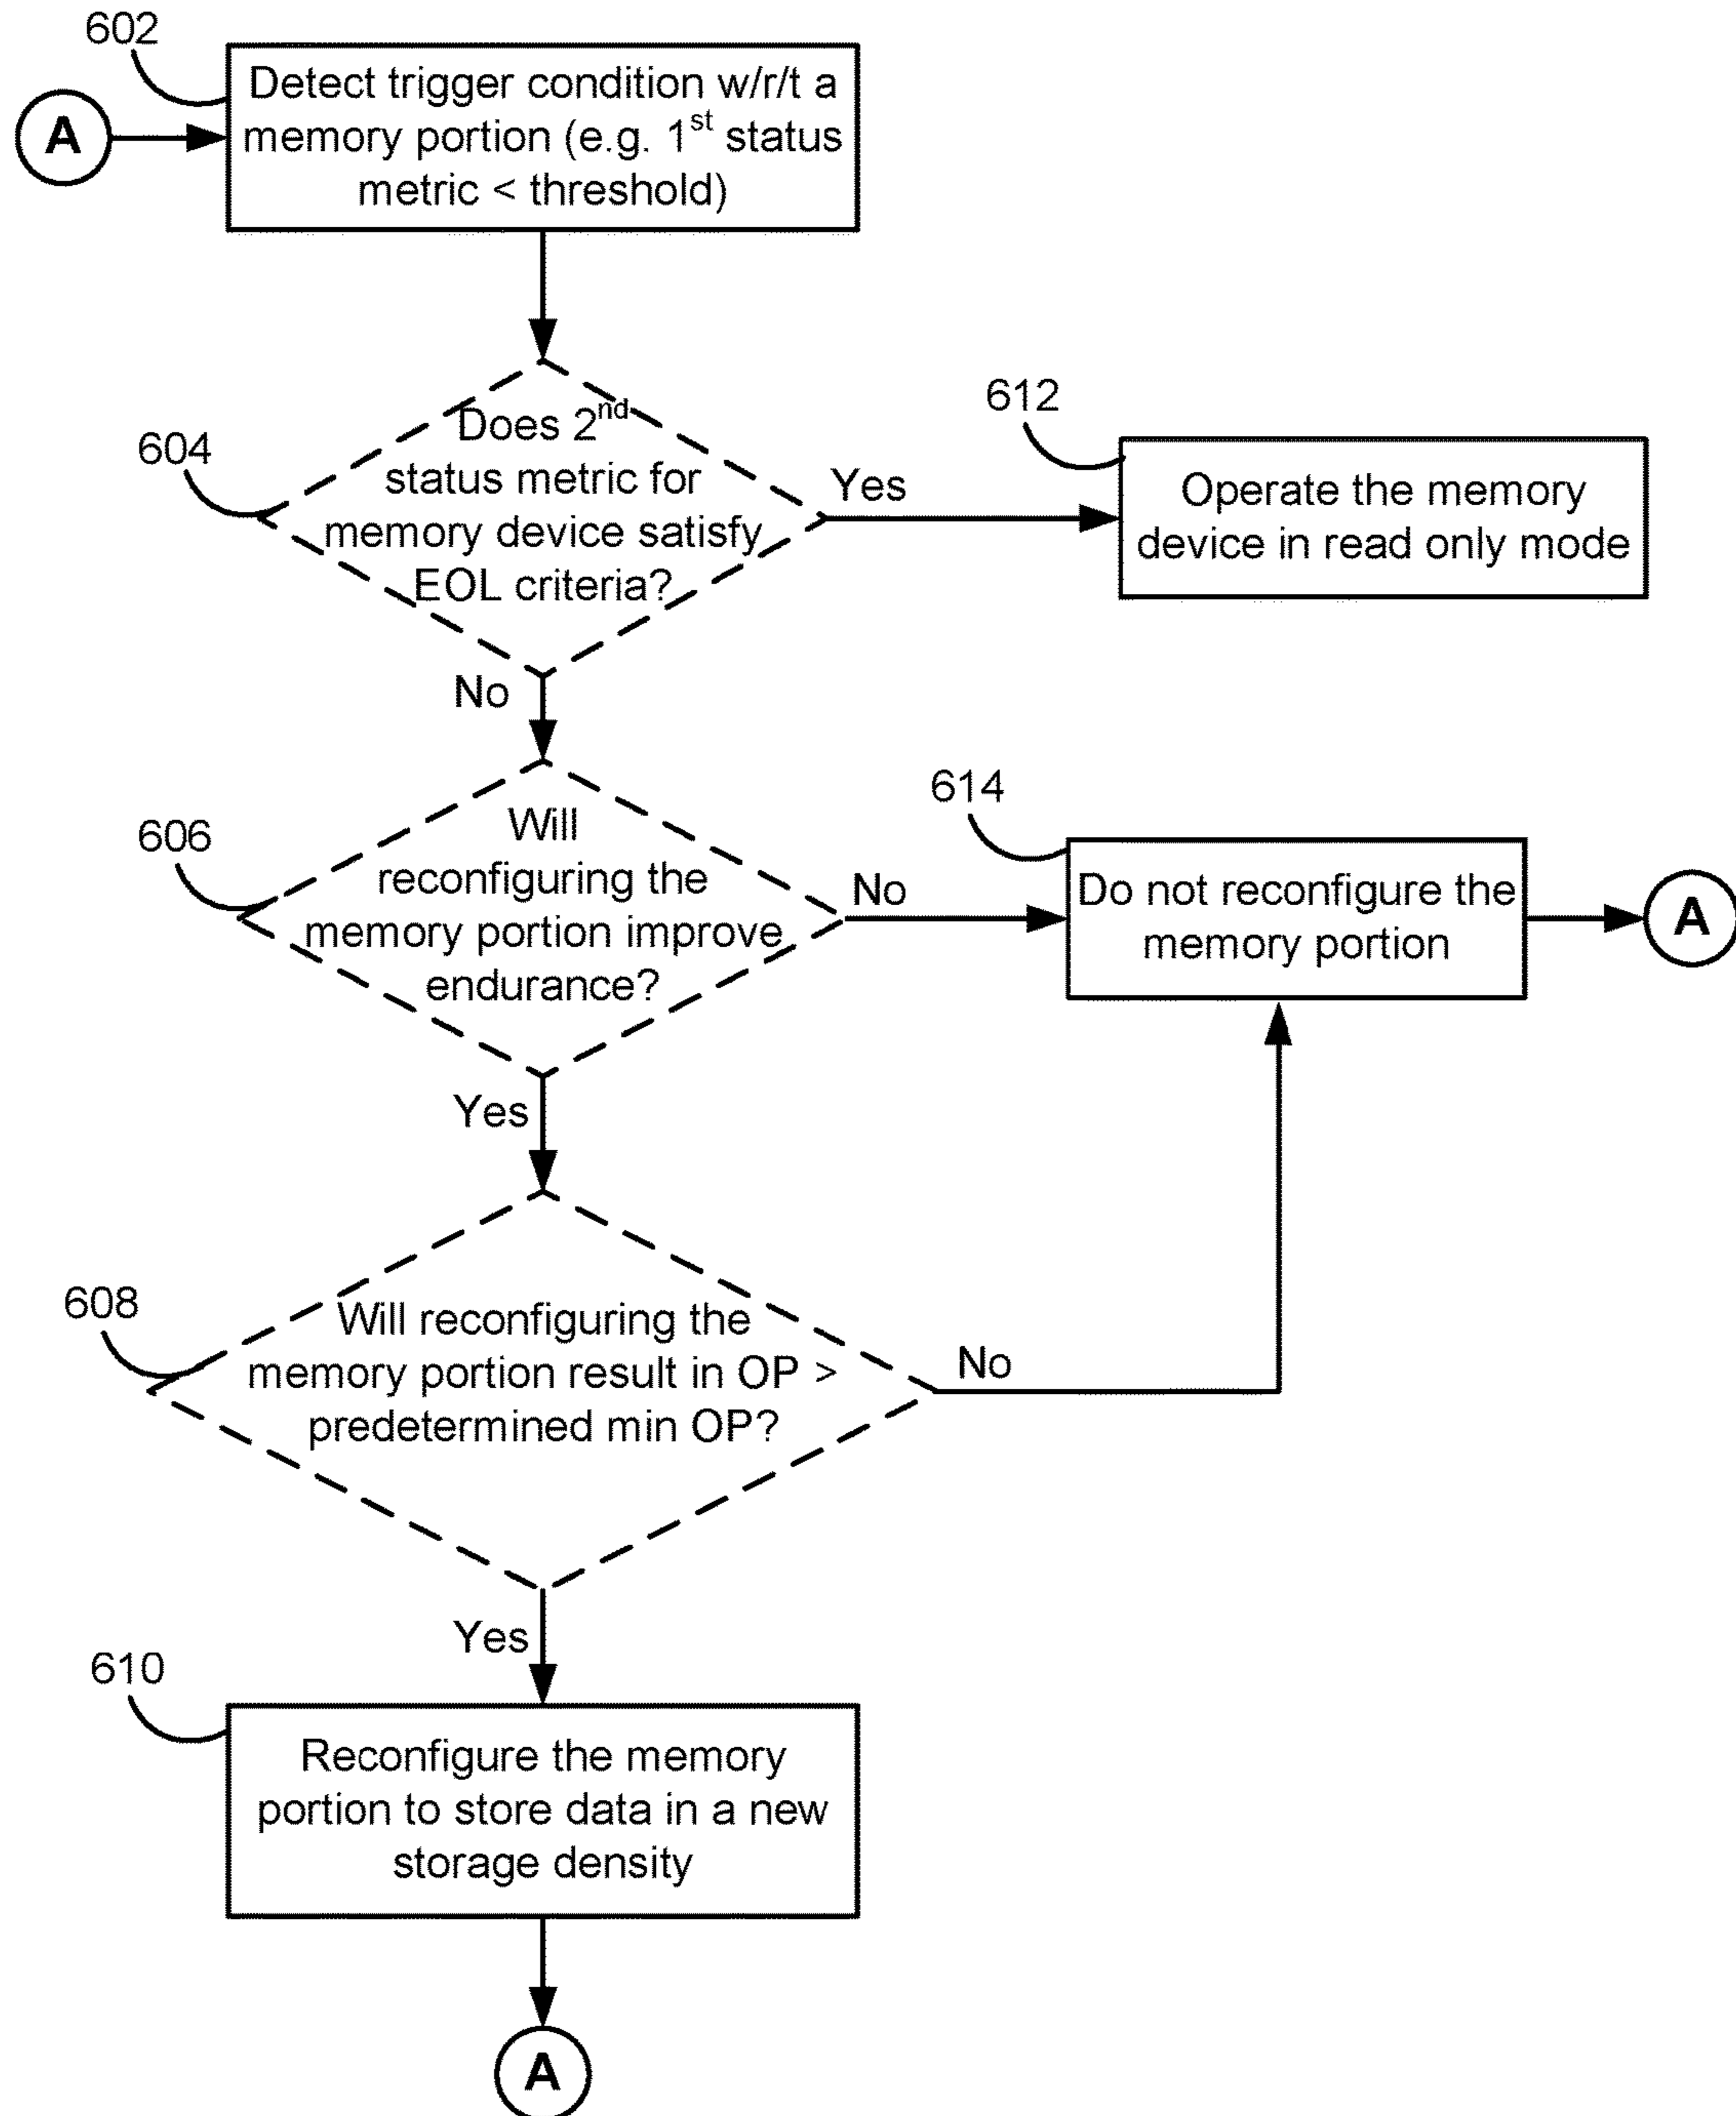 602
Detect trigger condition w/r/t a
memory portion (e.g. 1st status
metric < threshold)
A
604
Does 2nd
status metric for
memory device satisfy
EOL criteria?
Yes
612
Operate the memory
device in read only mode
No
606
Will
reconfiguring the
memory portion improve
endurance?
No
614
Do not reconfigure the
memory portion
A
Yes
608
Will reconfiguring the
memory portion result in OP >
predetermined min OP?
No
Yes
610
Reconfigure the memory
portion to store data in a new
storage density
A